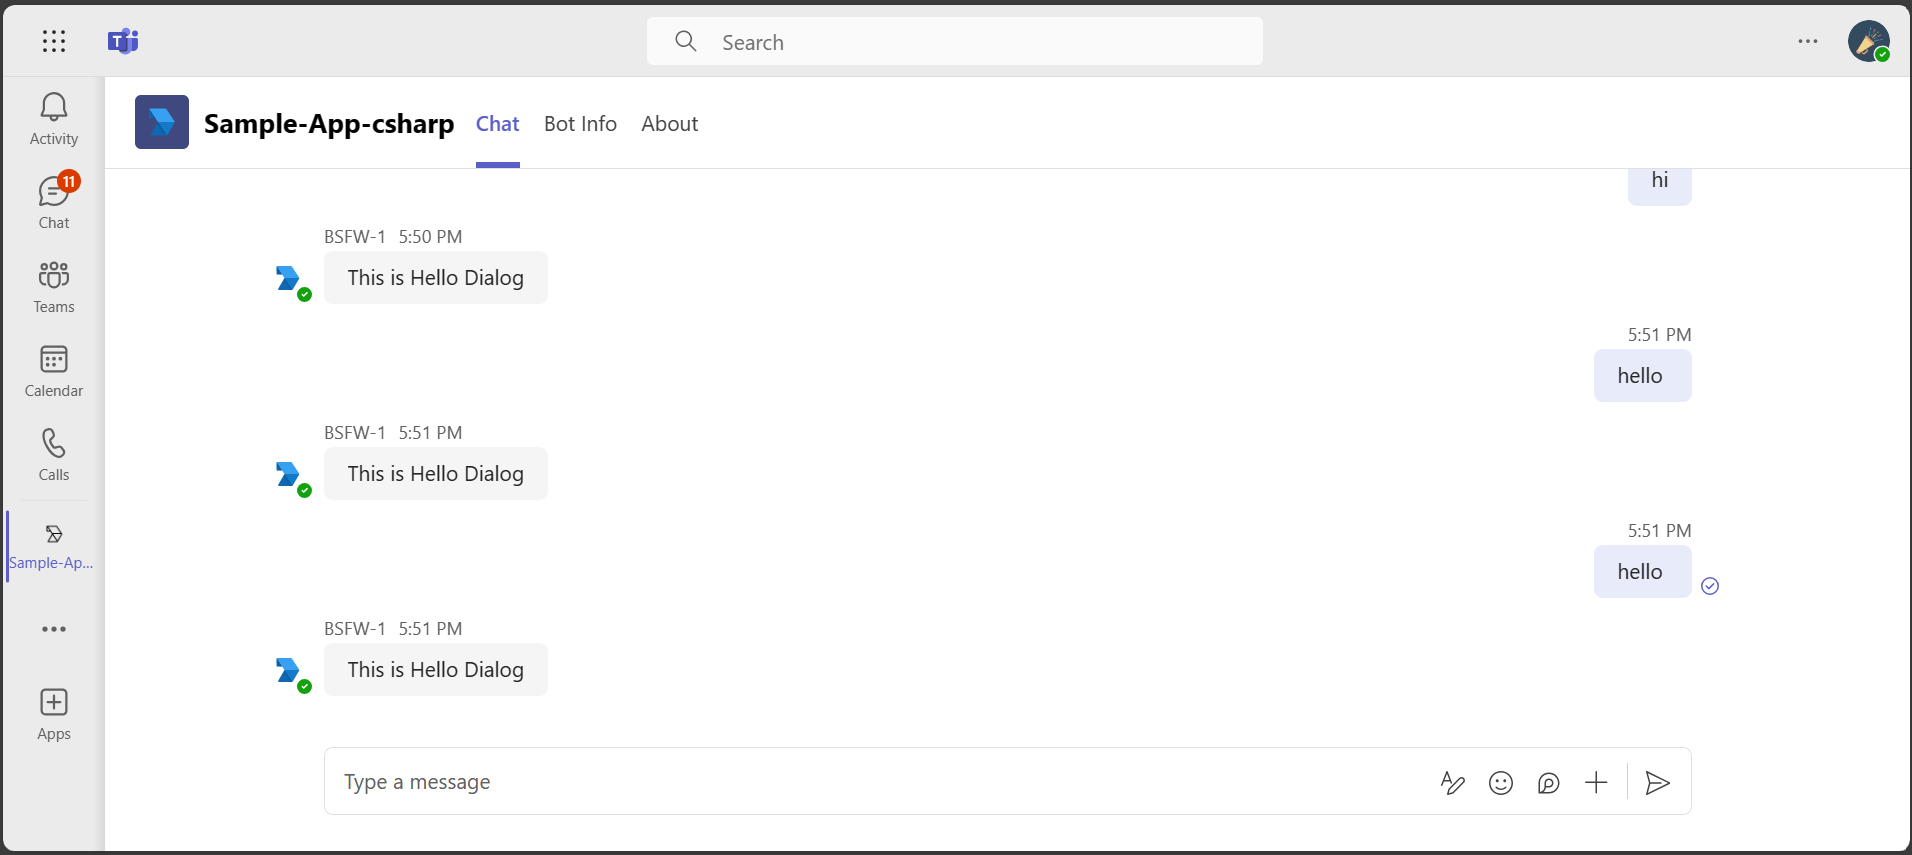 Search
Activity
11
Chat
Teams
Calendar
Calls
Sample-Ap...
Apps
Sample-App-csharp Chat Bot Info About
hi
BSFW-1 5:50 PM
This is Hello Dialog
5:51 PM
hello
BSFW-1 5:51 PM
This is Hello Dialog
5:51 PM
hello
BSFW-1 5:51 PM
This is Hello Dialog
Type a message